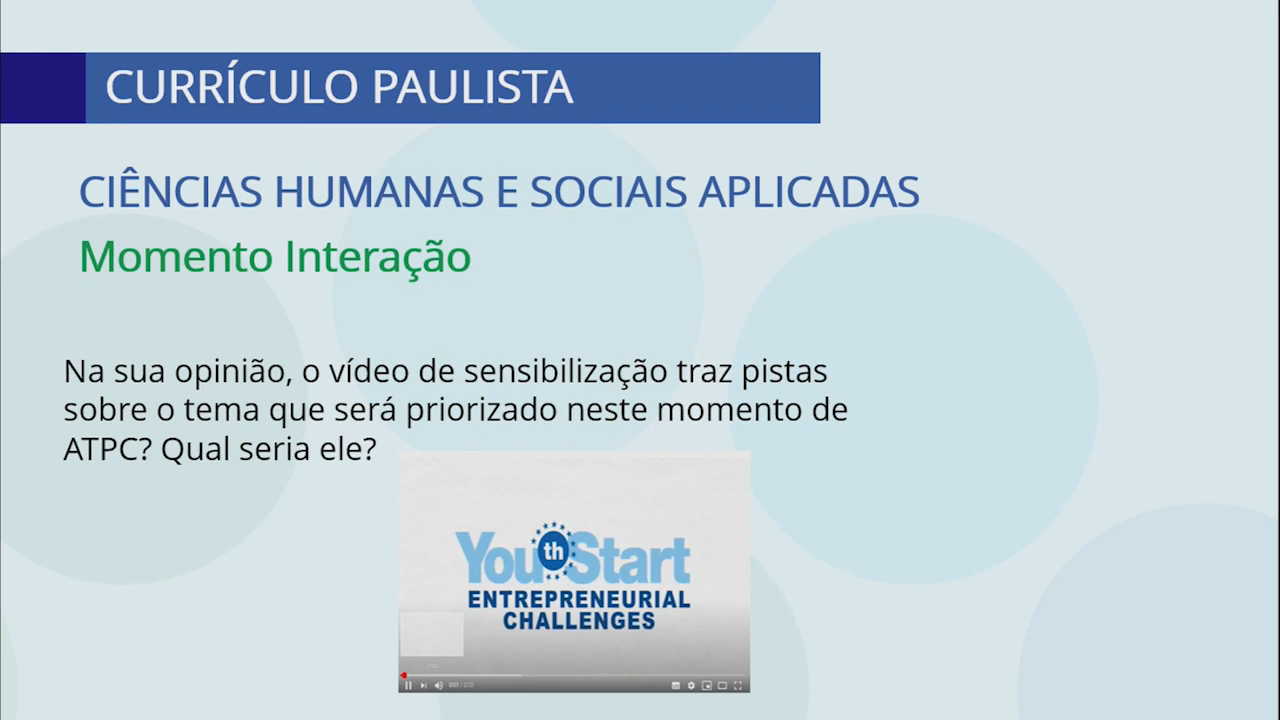 CURRÍCULO PAULISTA
CIÊNCIAS HUMANAS E SOCIAIS APLICADAS
Momento Interação
Na sua opinião, o vídeo de sensibilização traz pistas
sobre o tema que será priorizado neste momento de
ATPC? Qual seria ele?
YouthStart
ENTREPRENEURIAL
CHALLENGES